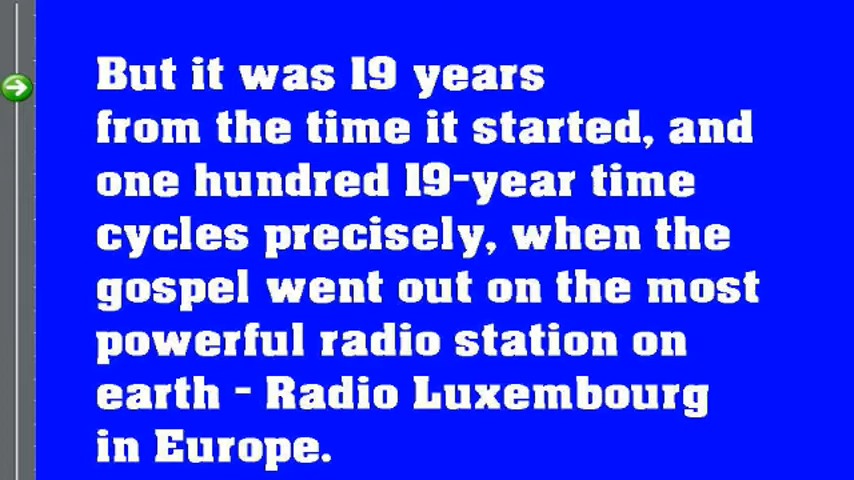 But it was 19 years
from the time it started, and
one hundred 19-year time
cycles precisely, when the
gospel went out on the most
powerful radio station on
earth - Radio Luxembourg
in Europe.